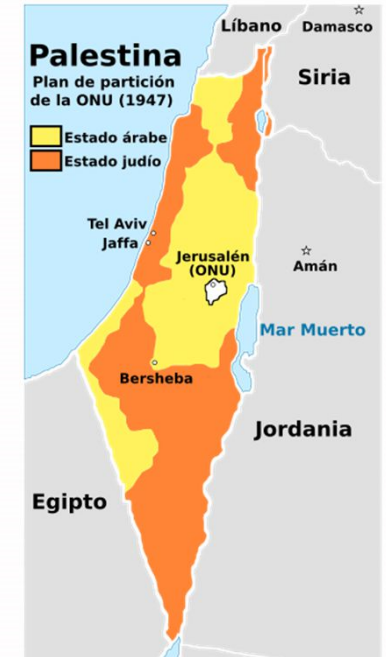 Líbano
Damasco
Palestina
Plan de partición
de la ONU (1947)
Siria
Estado árabe
Estado judío
Tel Aviv
Jaffa
Jerusalén
(ONU)
Amán
Mar Muerto
Bersheba
Jordania
Egipto